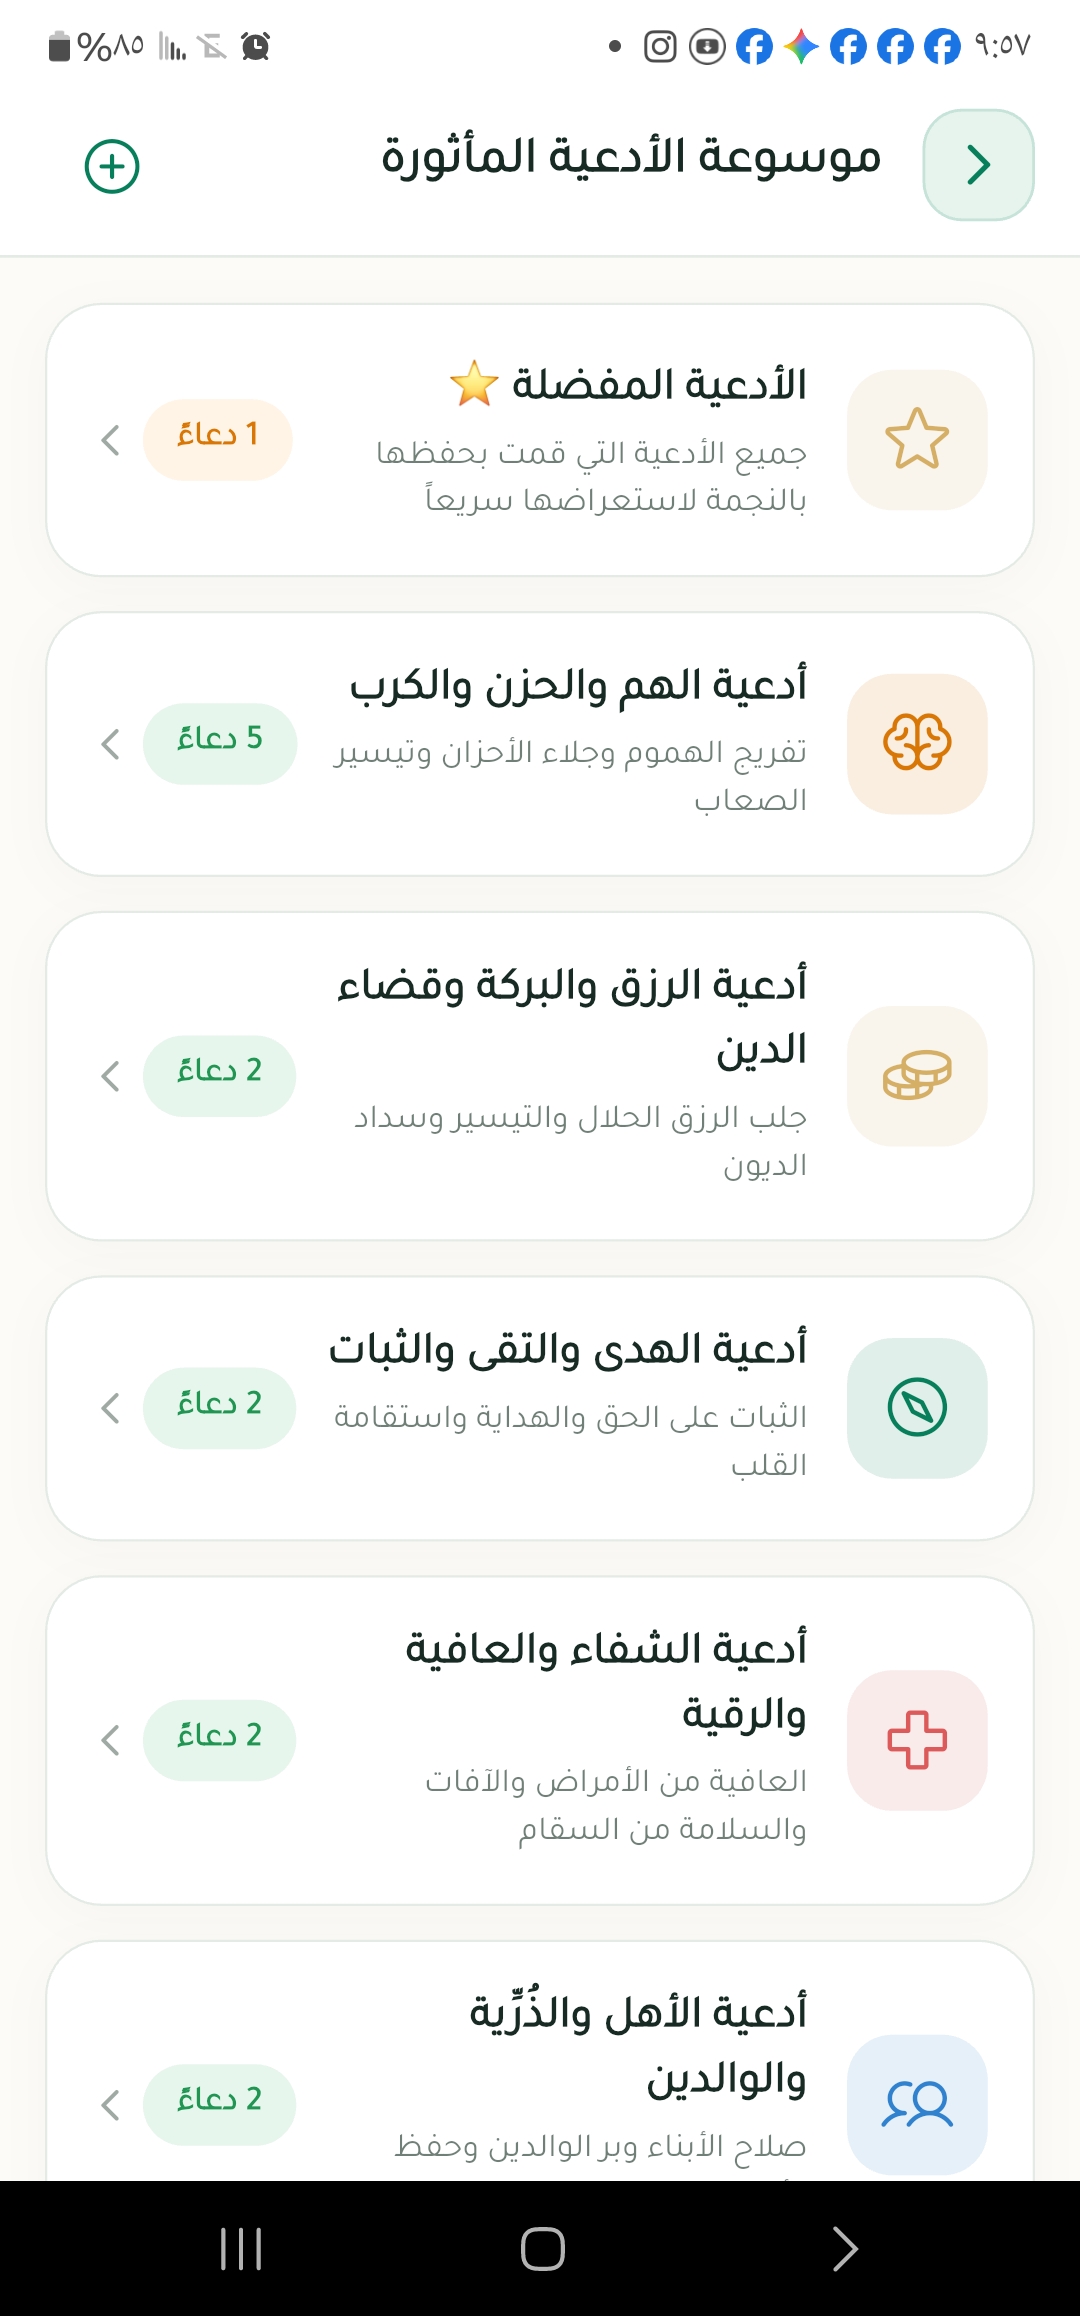 ٩:٥٧
%٨٥
موسوعة الأدعية المأثورة
الأدعية المفضلة ⭐
جميع الأدعية التي قمت بحفظها
بالنجمة لاستعراضها سريعاً
1 دعاءً
أدعية الهم والحزن والكرب
تفريج الهموم وجلاء الأحزان وتيسير
الصعاب
5 دعاءً
أدعية الرزق والبركة وقضاء
الدين
جلب الرزق الحلال والتيسير وسداد
الديون
2 دعاءً
أدعية الهدى والتقى والثبات
الثبات على الحق والهداية واستقامة
القلب
2 دعاءً
أدعية الشفاء والعافية
والرقية
العافية من الأمراض والآفات
والسلامة من السقام
2 دعاءً
أدعية الأهل والذُرِّية
والوالدين
صلاح الأبناء وبر الوالدين وحفظ
2 دعاءً